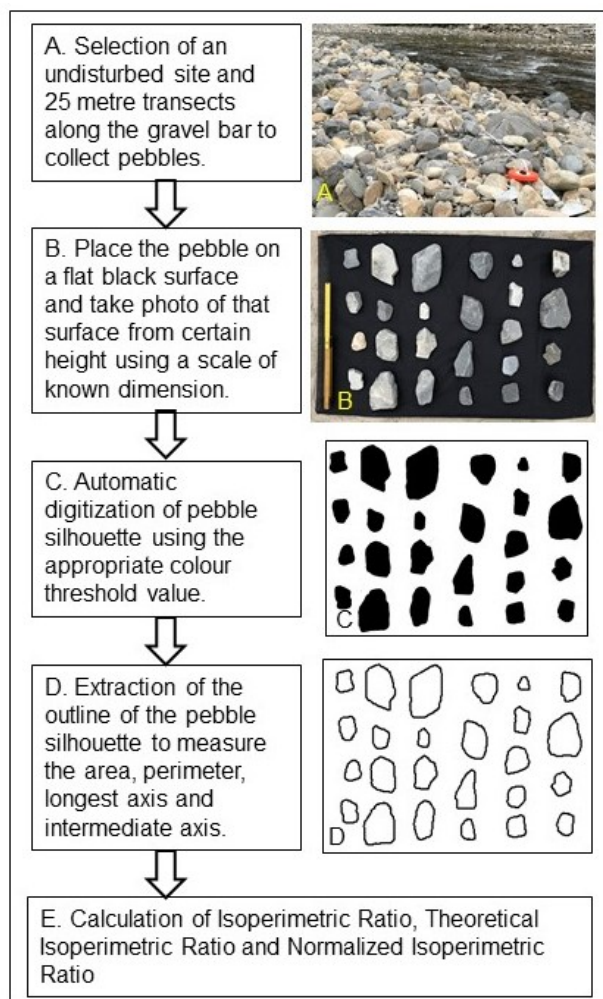 A. Selection of an
undisturbed site and
25 metre transects
along the gravel bar to
collect pebbles.
A
B. Place the pebble on
a flat black surface
and take photo of that
surface from certain
height using a scale of
known dimension.
B
C. Automatic
digitization of pebble
silhouette using the
appropriate colour
threshold value.
C
D. Extraction of the
outline of the pebble
silhouette to measure
the area, perimeter,
longest axis and
intermediate axis.
D
E. Calculation of Isoperimetric Ratio, Theoretical
Isoperimetric Ratio and Normalized Isoperimetric
Ratio